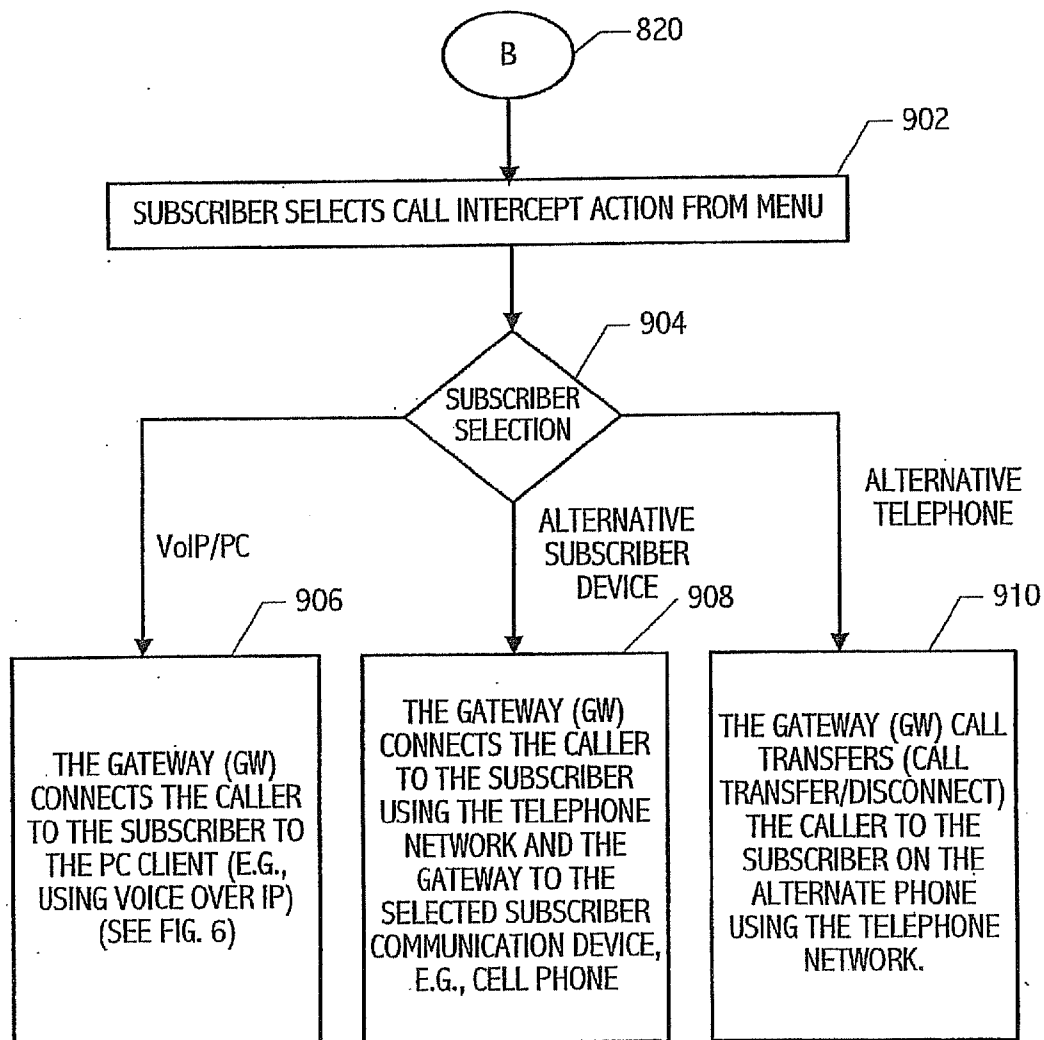 B
820
902
SUBSCRIBER SELECTS CALL INTERCEPT ACTION FROM MENU
904
SUBSCRIBER
SELECTION
VoIP/PC
ALTERNATIVE
SUBSCRIBER
DEVICE
ALTERNATIVE
TELEPHONE
906
THE GATEWAY (GW)
CONNECTS THE CALLER
TO THE SUBSCRIBER TO
THE PC CLIENT (E.G.,
USING VOICE OVER IP)
(SEE FIG. 6)
908
THE GATEWAY (GW)
CONNECTS THE CALLER
TO THE SUBSCRIBER
USING THE TELEPHONE
NETWORK AND THE
GATEWAY TO THE
SELECTED SUBSCRIBER
COMMUNICATION DEVICE,
E.G., CELL PHONE
910
THE GATEWAY (GW) CALL
TRANSFERS (CALL
TRANSFER/DISCONNECT)
THE CALLER TO THE
SUBSCRIBER ON THE
ALTERNATE PHONE
USING THE TELEPHONE
NETWORK.